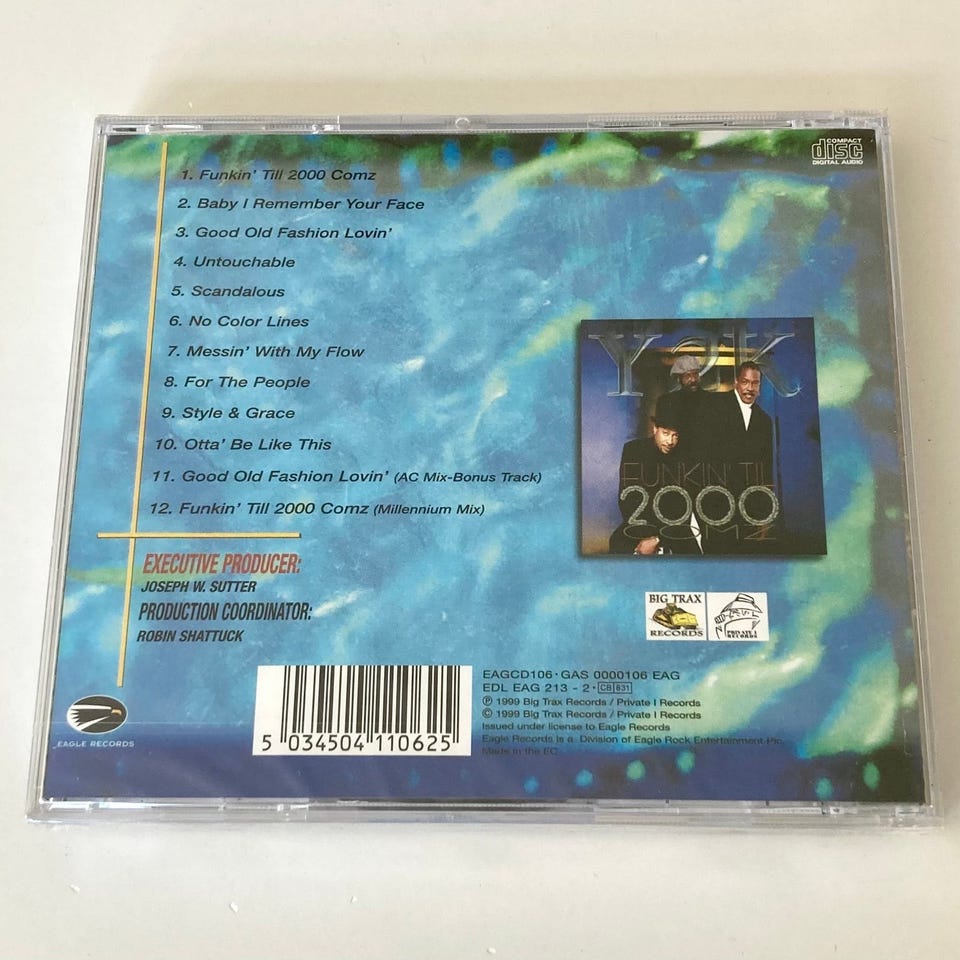 COMPACT
disc
DIGITAL AUDIO
1. Funkin' Till 2000 Comz
2. Baby I Remember Your Face
3. Good Old Fashion Lovin'
4. Untouchable
5. Scandalous
6. No Color Lines
7. Messin' With My Flow
8. For The People
9. Style & Grace
10. Otta' Be Like This
11. Good Old Fashion Lovin' (AC Mix-Bonus Track)
12. Funkin' Till 2000 Comz (Millennium Mix)
Y2K
FUNKIN' TIL
2000
COMZ
EXECUTIVE PRODUCER:
JOSEPH W. SUTTER
PRODUCTION COORDINATOR:
ROBIN SHATTUCK
BIG TRAX
RECORDS
PRIVATE I
RECORDS
EAGLE RECORDS
5 034504 110625
EAGCD106 · GAS 0000106 EAG
EDL EAG 213 - 2 · CB 831
℗ 1999 Big Trax Records / Private I Records
© 1999 Big Trax Records / Private I Records
Issued under license to Eagle Records
Eagle Records is a Division of Eagle Rock Entertainment Plc
Made in the EC